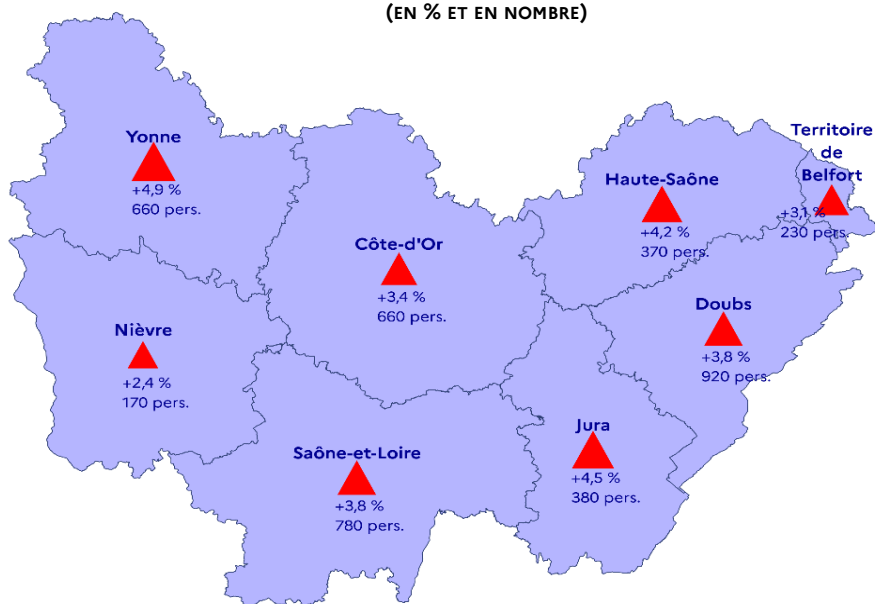 (EN % ET EN NOMBRE)
Yonne
+4,9 %
660 pers.
Territoire
de
Belfort
+3,1 %
230 pers.
Haute-Saône
+4,2 %
370 pers.
Côte-d'Or
+3,4 %
660 pers.
Doubs
+3,8 %
920 pers.
Nièvre
+2,4 %
170 pers.
Jura
+4,5 %
380 pers.
Saône-et-Loire
+3,8 %
780 pers.